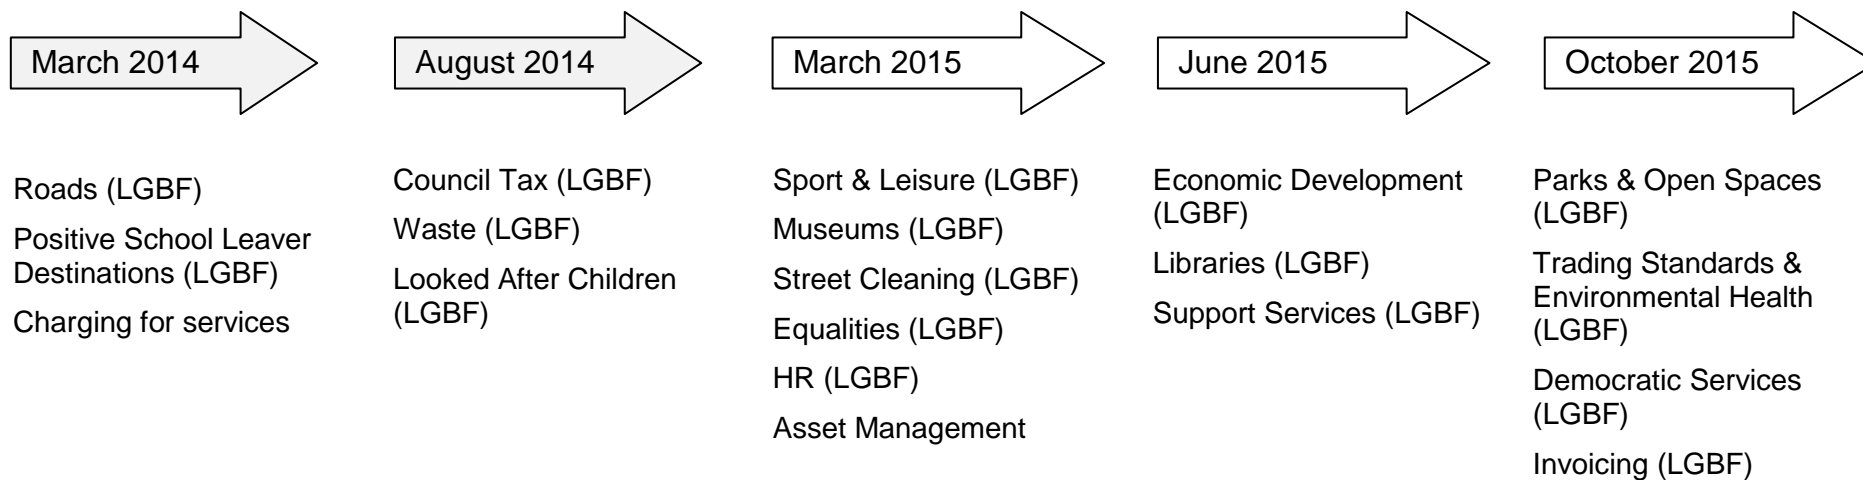 March 2014
August 2014
March 2015
June 2015
October 2015
Roads (LGBF)
Positive School Leaver
Destinations (LGBF)
Charging for services
Council Tax (LGBF)
Waste (LGBF)
Looked After Children
(LGBF)
Sport & Leisure (LGBF)
Museums (LGBF)
Street Cleaning (LGBF)
Equalities (LGBF)
HR (LGBF)
Asset Management
Economic Development
(LGBF)
Libraries (LGBF)
Support Services (LGBF)
Parks & Open Spaces
(LGBF)
Trading Standards &
Environmental Health
(LGBF)
Democratic Services
(LGBF)
Invoicing (LGBF)